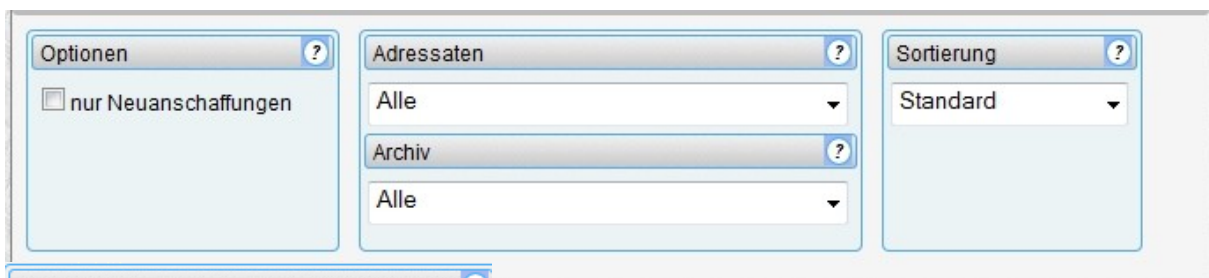 Optionen ?
nur Neuanschaffungen
Adressaten ?
Alle
Archiv ?
Alle
Sortierung ?
Standard